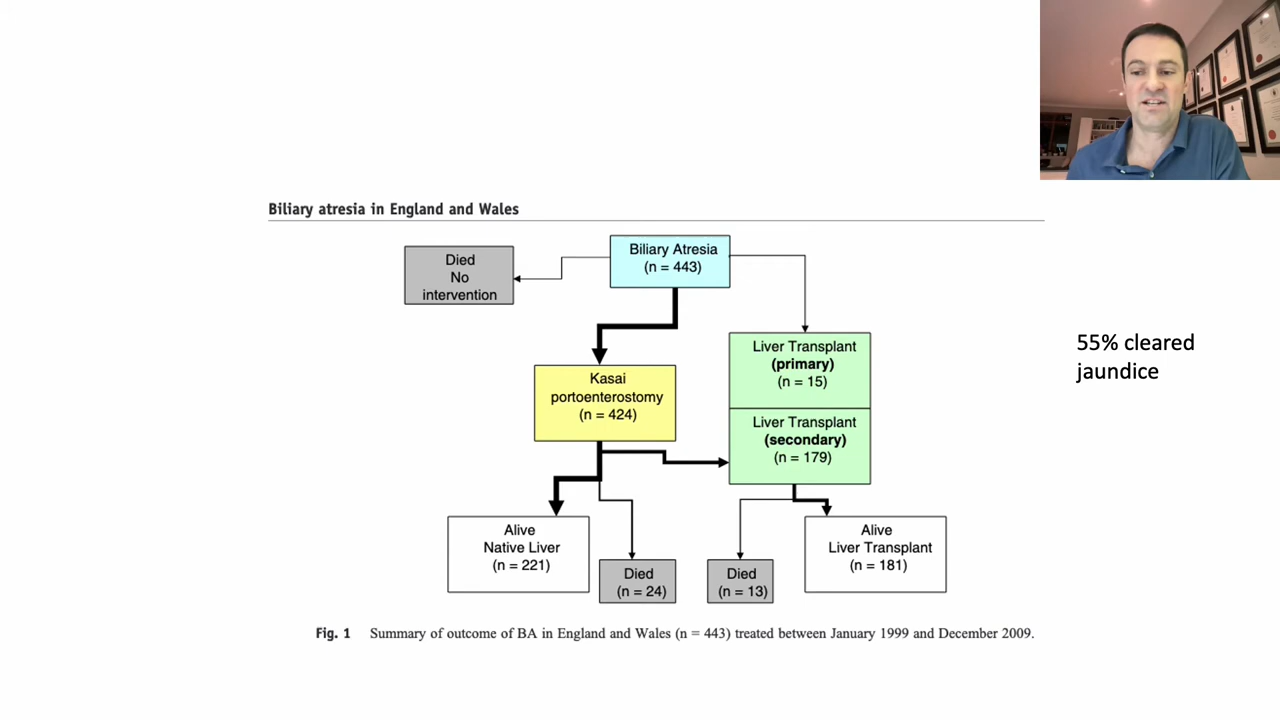 Biliary atresia in England and Wales
Biliary Atresia
(n = 443)
Died
No
intervention
Liver Transplant
(primary)
(n = 15)
Kasai
portoenterostomy
(n = 424)
Liver Transplant
(secondary)
(n = 179)
Alive
Native Liver
(n = 221)
Died
(n = 24)
Died
(n = 13)
Alive
Liver Transplant
(n = 181)
55% cleared
jaundice
Fig. 1 Summary of outcome of BA in England and Wales (n = 443) treated between January 1999 and December 2009.